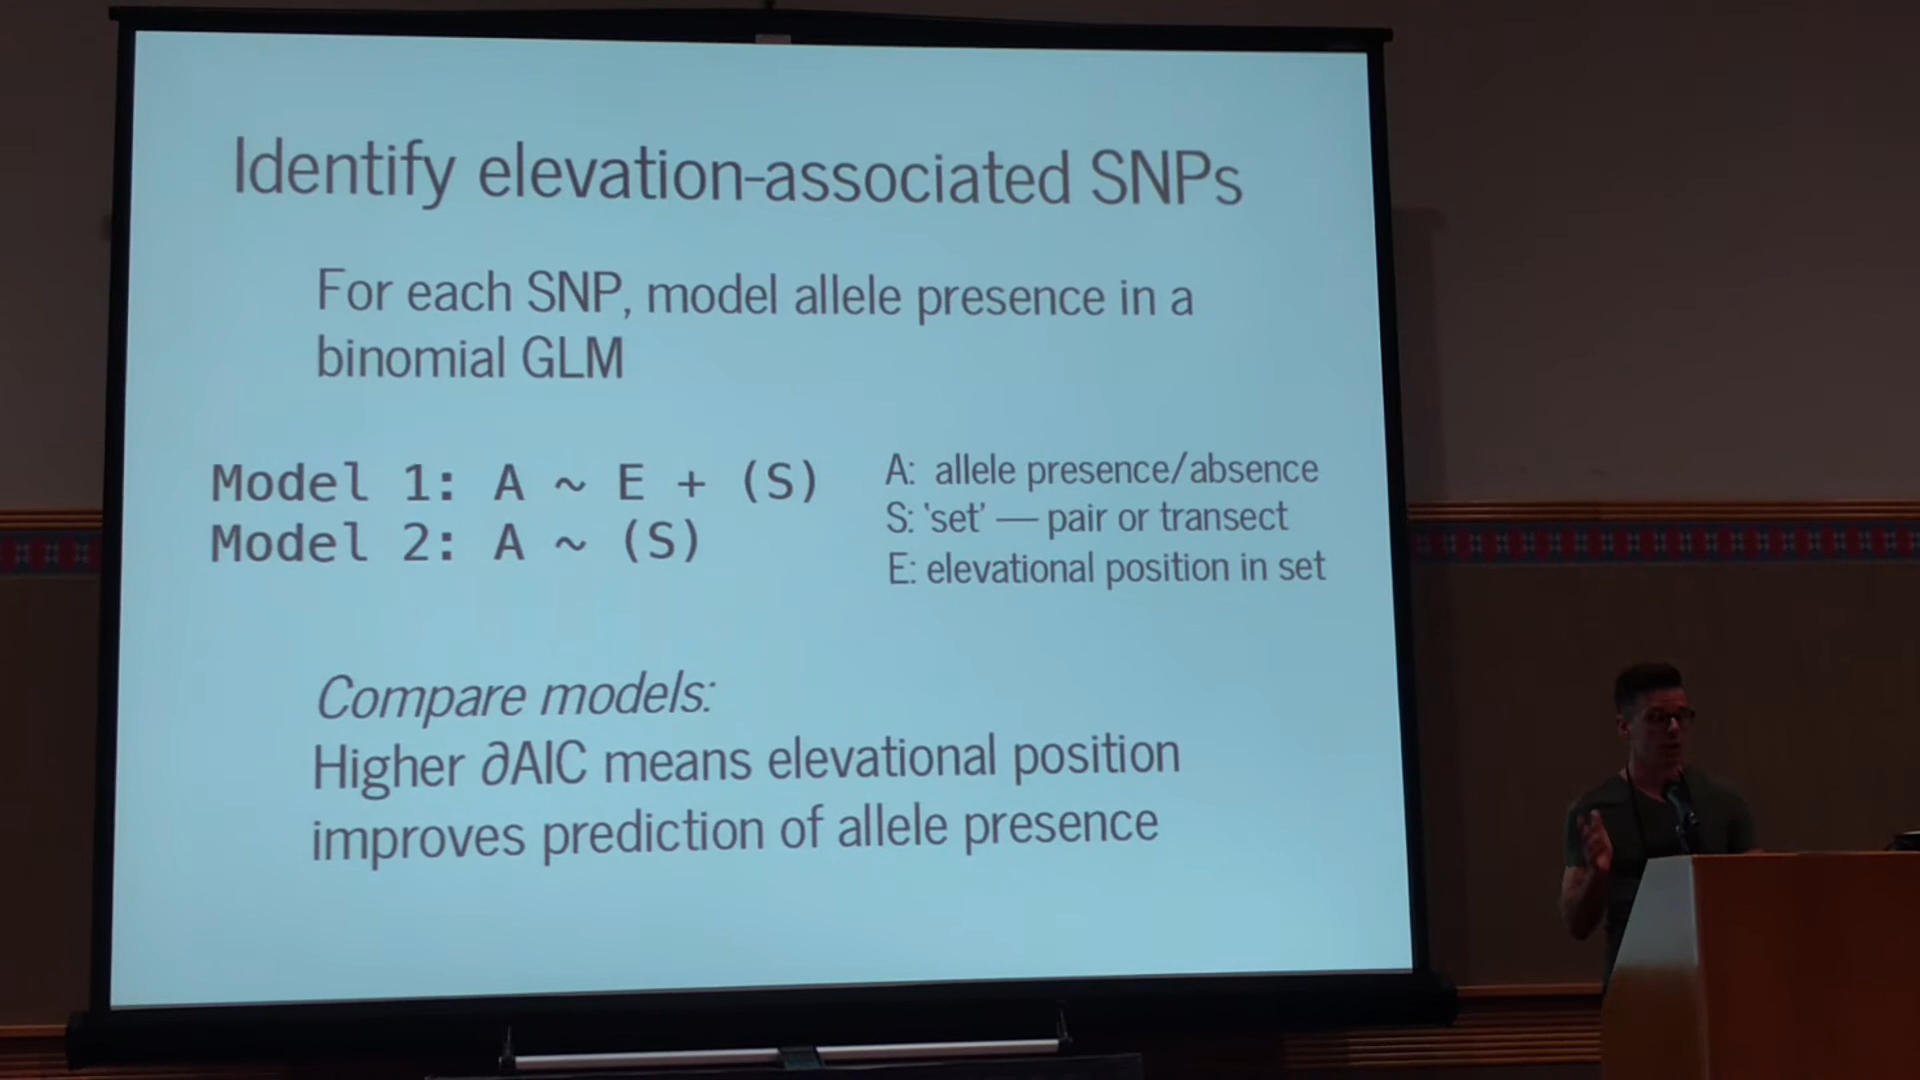 Identify elevation-associated SNPs
For each SNP, model allele presence in a
binomial GLM
Model 1: A ~ E + (S)
Model 2: A ~ (S)
A: allele presence/absence
S: 'set' — pair or transect
E: elevational position in set
Compare models:
Higher ∂AIC means elevational position
improves prediction of allele presence